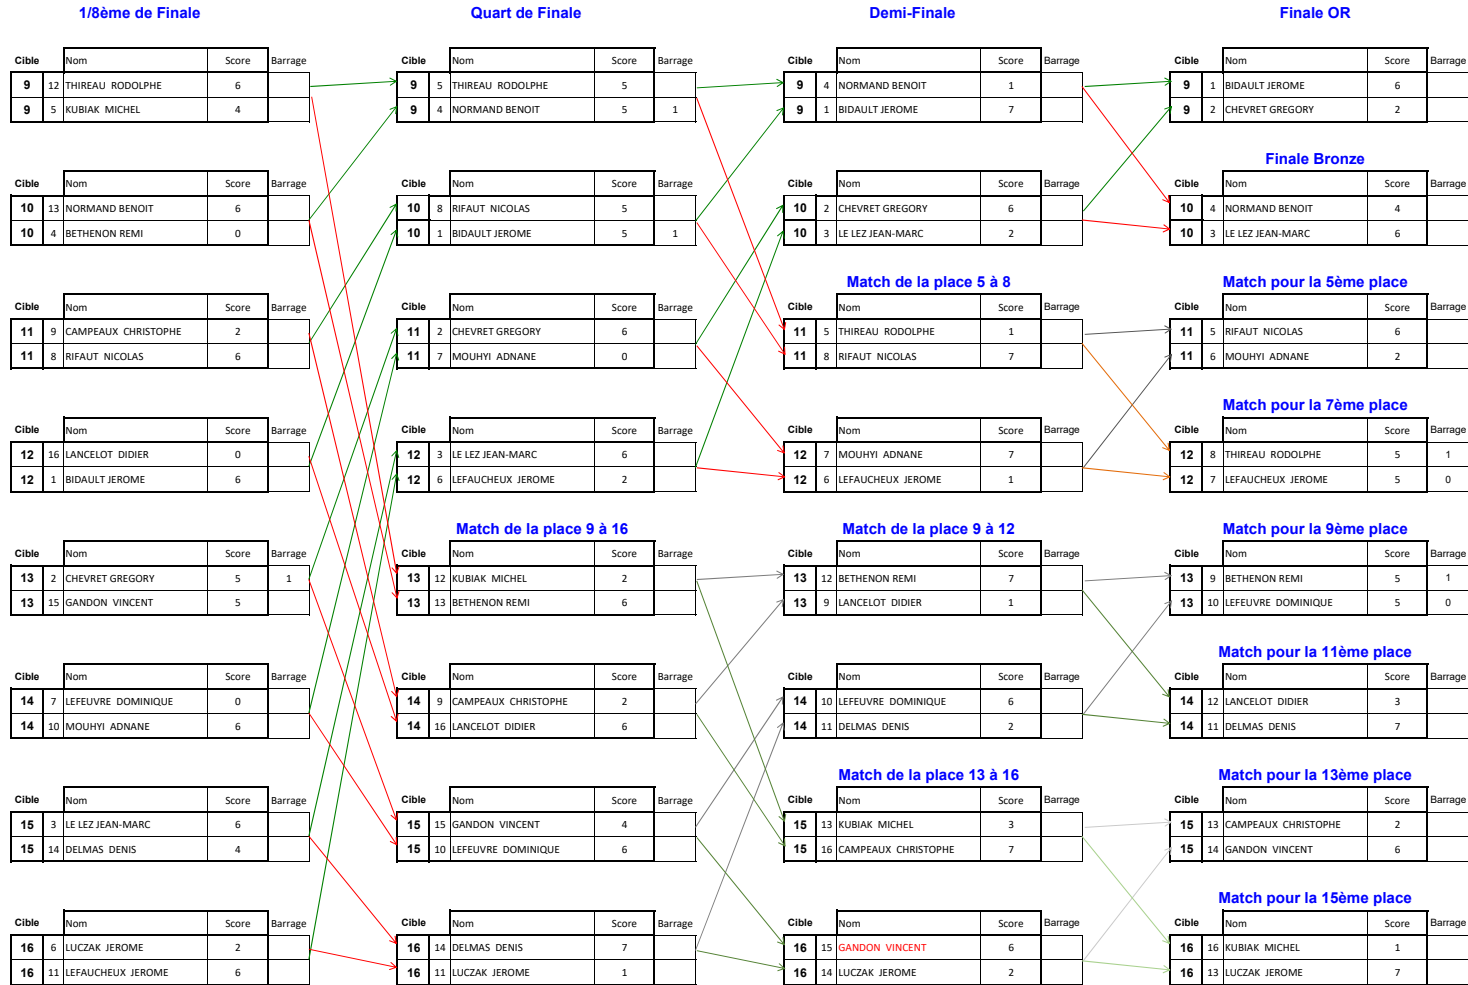 1/8ème de Finale Quart de Finale Demi-Finale Finale OR
Cible Nom Score Barrage Cible Nom Score Barrage Cible Nom Score Barrage Cible Nom Score Barrage
9 12 THIREAU RODOLPHE 6 9 5 THIREAU RODOLPHE 5 9 4 NORMAND BENOIT 1 9 1 BIDAULT JEROME 6
9 5 KUBIAK MICHEL 4 9 4 NORMAND BENOIT 5 1 9 1 BIDAULT JEROME 7 9 2 CHEVRET GREGORY 2
Finale Bronze
Cible Nom Score Barrage Cible Nom Score Barrage Cible Nom Score Barrage Cible Nom Score Barrage
10 13 NORMAND BENOIT 6 10 8 RIFAUT NICOLAS 5 10 2 CHEVRET GREGORY 6 10 4 NORMAND BENOIT 4
10 4 BETHENON REMI 0 10 1 BIDAULT JEROME 5 1 10 3 LE LEZ JEAN-MARC 2 10 3 LE LEZ JEAN-MARC 6
Match de la place 5 à 8 Match pour la 5ème place
Cible Nom Score Barrage Cible Nom Score Barrage Cible Nom Score Barrage Cible Nom Score Barrage
11 9 CAMPEAUX CHRISTOPHE 2 11 2 CHEVRET GREGORY 6 11 5 THIREAU RODOLPHE 1 11 5 RIFAUT NICOLAS 6
11 8 RIFAUT NICOLAS 6 11 7 MOUHYI ADNANE 0 11 8 RIFAUT NICOLAS 7 11 6 MOUHYI ADNANE 2
Match pour la 7ème place
Cible Nom Score Barrage Cible Nom Score Barrage Cible Nom Score Barrage Cible Nom Score Barrage
12 16 LANCELOT DIDIER 0 12 3 LE LEZ JEAN-MARC 6 12 7 MOUHYI ADNANE 7 12 8 THIREAU RODOLPHE 5 1
12 1 BIDAULT JEROME 6 12 6 LEFAUCHEUX JEROME 2 12 6 LEFAUCHEUX JEROME 1 12 7 LEFAUCHEUX JEROME 5 0
Match de la place 9 à 16 Match de la place 9 à 12 Match pour la 9ème place
Cible Nom Score Barrage Cible Nom Score Barrage Cible Nom Score Barrage Cible Nom Score Barrage
13 2 CHEVRET GREGORY 5 1 13 12 KUBIAK MICHEL 2 13 12 BETHENON REMI 7 13 9 BETHENON REMI 5 1
13 15 GANDON VINCENT 5 13 13 BETHENON REMI 6 13 9 LANCELOT DIDIER 1 13 10 LEFEUVRE DOMINIQUE 5 0
Match pour la 11ème place
Cible Nom Score Barrage Cible Nom Score Barrage Cible Nom Score Barrage Cible Nom Score Barrage
14 7 LEFEUVRE DOMINIQUE 0 14 9 CAMPEAUX CHRISTOPHE 2 14 10 LEFEUVRE DOMINIQUE 6 14 12 LANCELOT DIDIER 3
14 10 MOUHYI ADNANE 6 14 16 LANCELOT DIDIER 6 14 11 DELMAS DENIS 2 14 11 DELMAS DENIS 7
Match de la place 13 à 16 Match pour la 13ème place
Cible Nom Score Barrage Cible Nom Score Barrage Cible Nom Score Barrage Cible Nom Score Barrage
15 3 LE LEZ JEAN-MARC 6 15 15 GANDON VINCENT 4 15 13 KUBIAK MICHEL 3 15 13 CAMPEAUX CHRISTOPHE 2
15 14 DELMAS DENIS 4 15 10 LEFEUVRE DOMINIQUE 6 15 16 CAMPEAUX CHRISTOPHE 7 15 14 GANDON VINCENT 6
Match pour la 15ème place
Cible Nom Score Barrage Cible Nom Score Barrage Cible Nom Score Barrage Cible Nom Score Barrage
16 6 LUCZAK JEROME 2 16 14 DELMAS DENIS 7 16 15 GANDON VINCENT 6 16 16 KUBIAK MICHEL 1
16 11 LEFAUCHEUX JEROME 6 16 11 LUCZAK JEROME 1 16 14 LUCZAK JEROME 2 16 13 LUCZAK JEROME 7